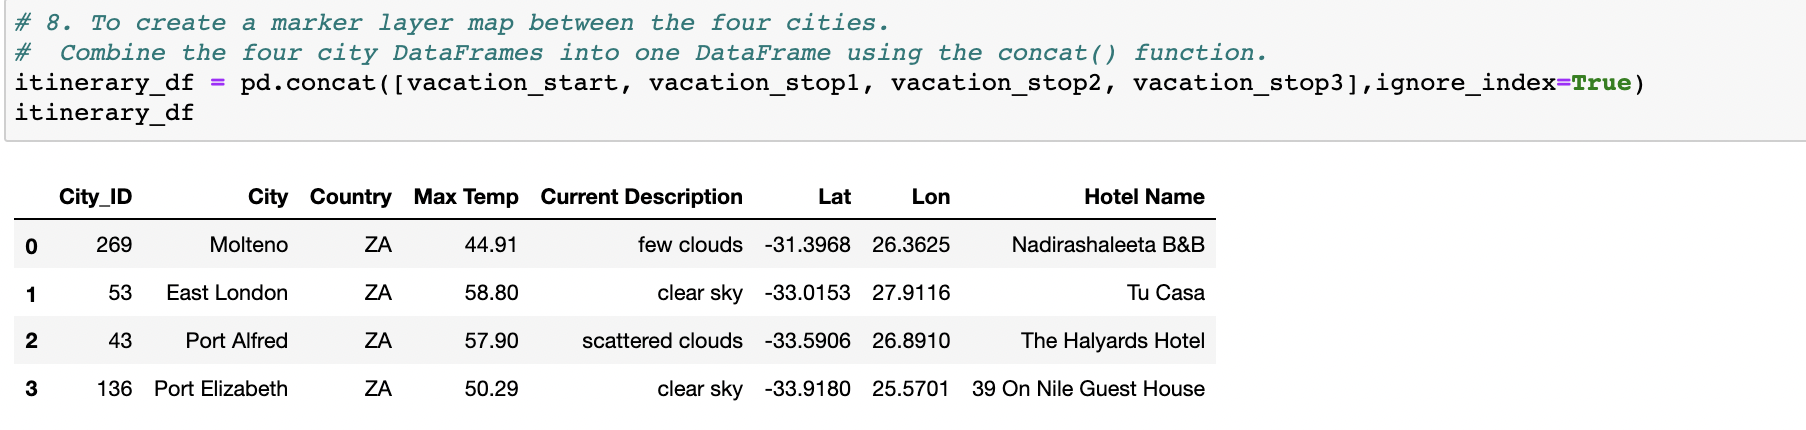 # 8. To create a marker layer map between the four cities.
#  Combine the four city DataFrames into one DataFrame using the concat() function.
itinerary_df = pd.concat([vacation_start, vacation_stop1, vacation_stop2, vacation_stop3],ignore_index=True)
itinerary_df
City_ID City Country Max Temp Current Description Lat Lon Hotel Name
0 269 Molteno ZA 44.91 few clouds -31.3968 26.3625 Nadirashaleeta B&B
1 53 East London ZA 58.80 clear sky -33.0153 27.9116 Tu Casa
2 43 Port Alfred ZA 57.90 scattered clouds -33.5906 26.8910 The Halyards Hotel
3 136 Port Elizabeth ZA 50.29 clear sky -33.9180 25.5701 39 On Nile Guest House